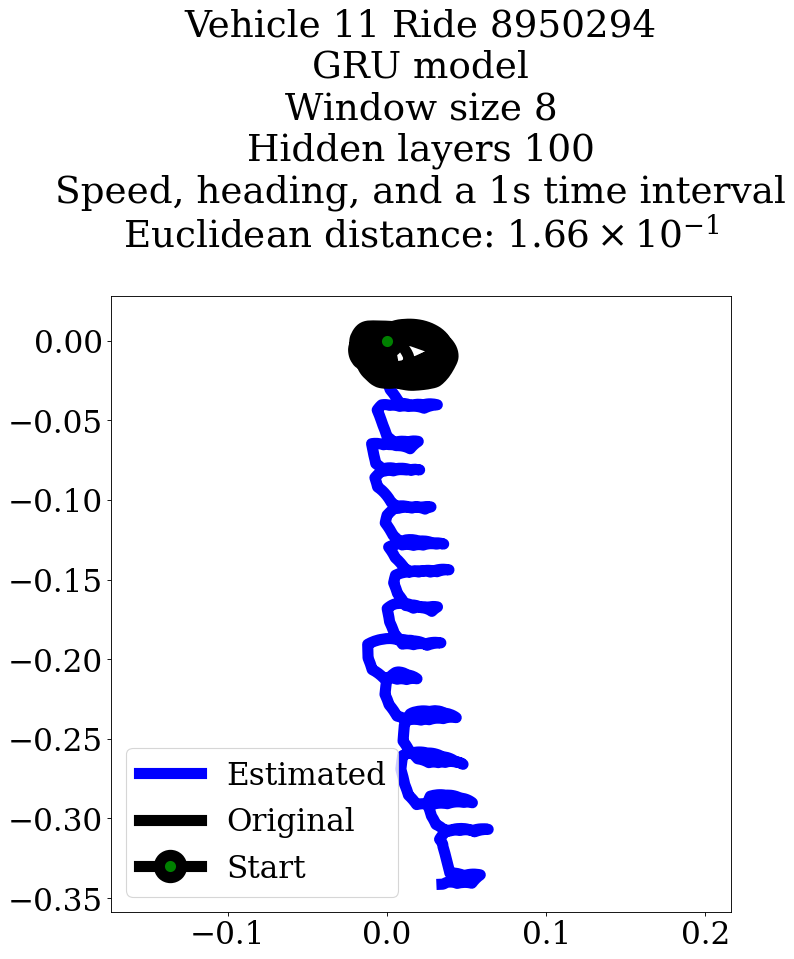 Vehicle 11 Ride 8950294
GRU model
Window size 8
Hidden layers 100
Speed, heading, and a 1s time interval
Euclidean distance: 1.66 × 10⁻¹
0.00
−0.05
−0.10
−0.15
−0.20
−0.25
−0.30
−0.35
Estimated
Original
Start
−0.1
0.0
0.1
0.2